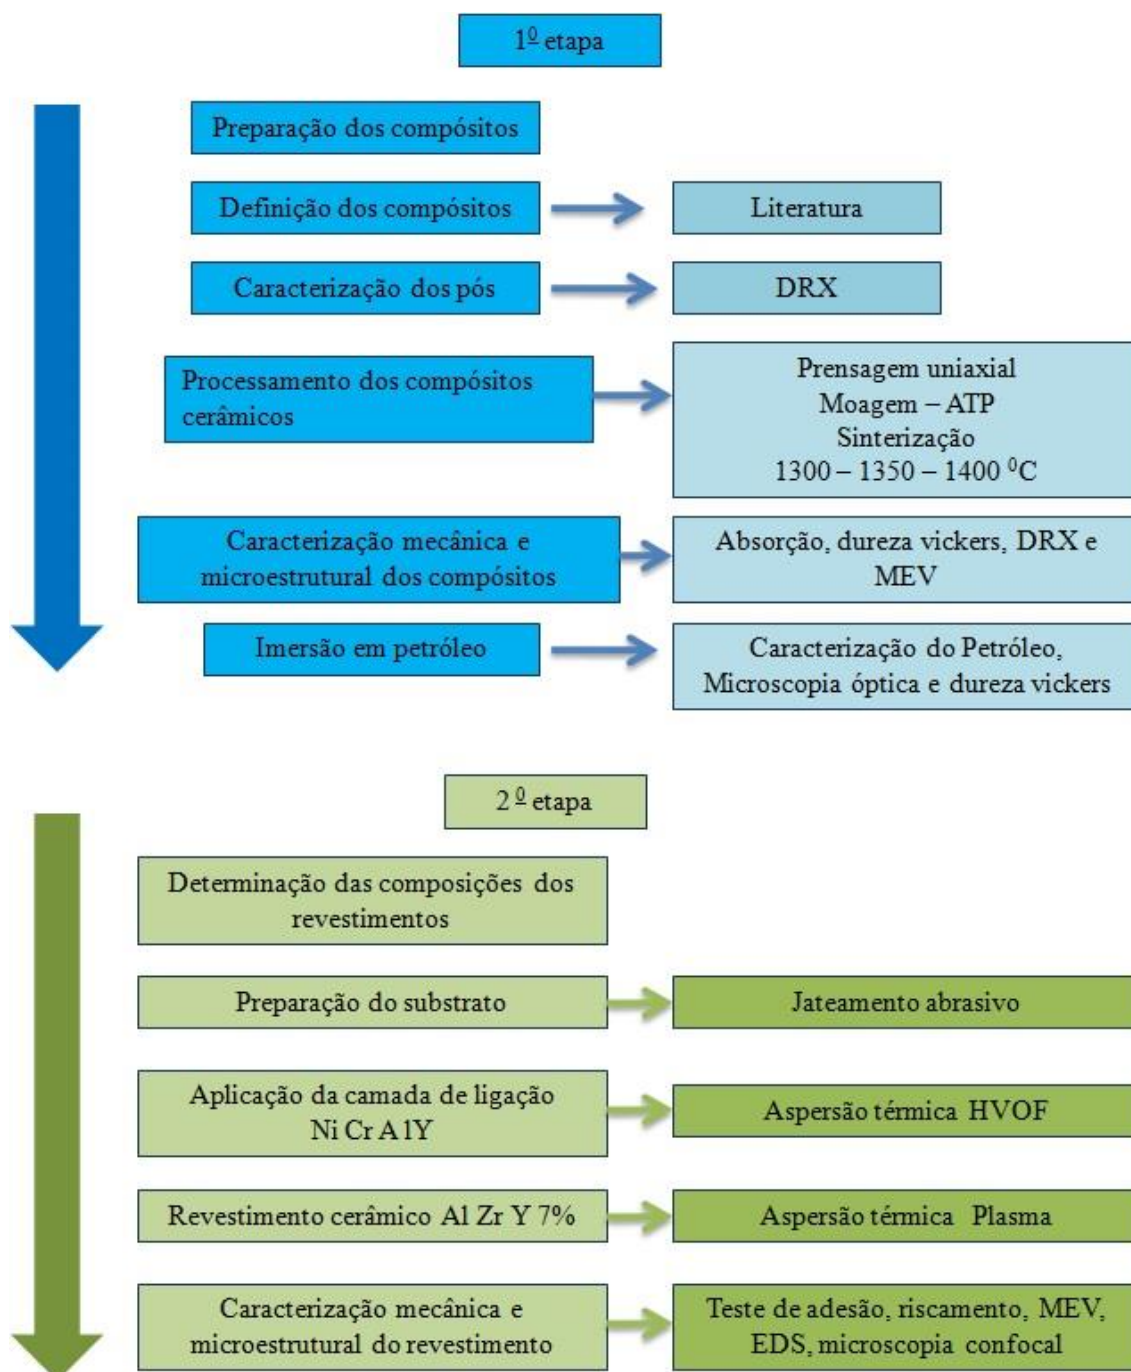 1º etapa
Preparação dos compósitos
Definição dos compósitos
Literatura
Caracterização dos pós
DRX
Processamento dos compósitos
cerâmicos
Prensagem uniaxial
Moagem – ATP
Sinterização
1300 – 1350 – 1400 ⁰C
Caracterização mecânica e
microestrutural dos compósitos
Absorção, dureza vickers, DRX e
MEV
Imersão em petróleo
Caracterização do Petróleo,
Microscopia óptica e dureza vickers
2 º etapa
Determinação das composições dos
revestimentos
Preparação do substrato
Jateamento abrasivo
Aplicação da camada de ligação
Ni Cr A lY
Aspersão térmica HVOF
Revestimento cerâmico Al Zr Y 7%
Aspersão térmica Plasma
Caracterização mecânica e
microestrutural do revestimento
Teste de adesão, riscamento, MEV,
EDS, microscopia confocal